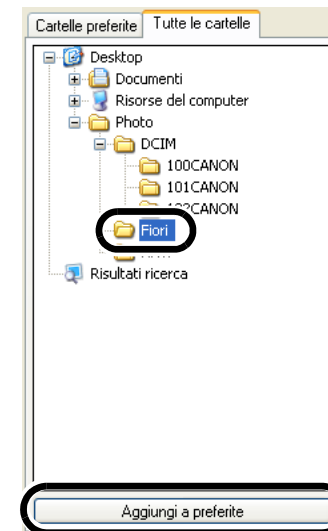 Cartelle preferite Tutte le cartelle
Desktop
Documenti
Risorse del computer
Photo
DCIM
100CANON
101CANON
102CANON
Fiori
Risultati ricerca
Aggiungi a preferite